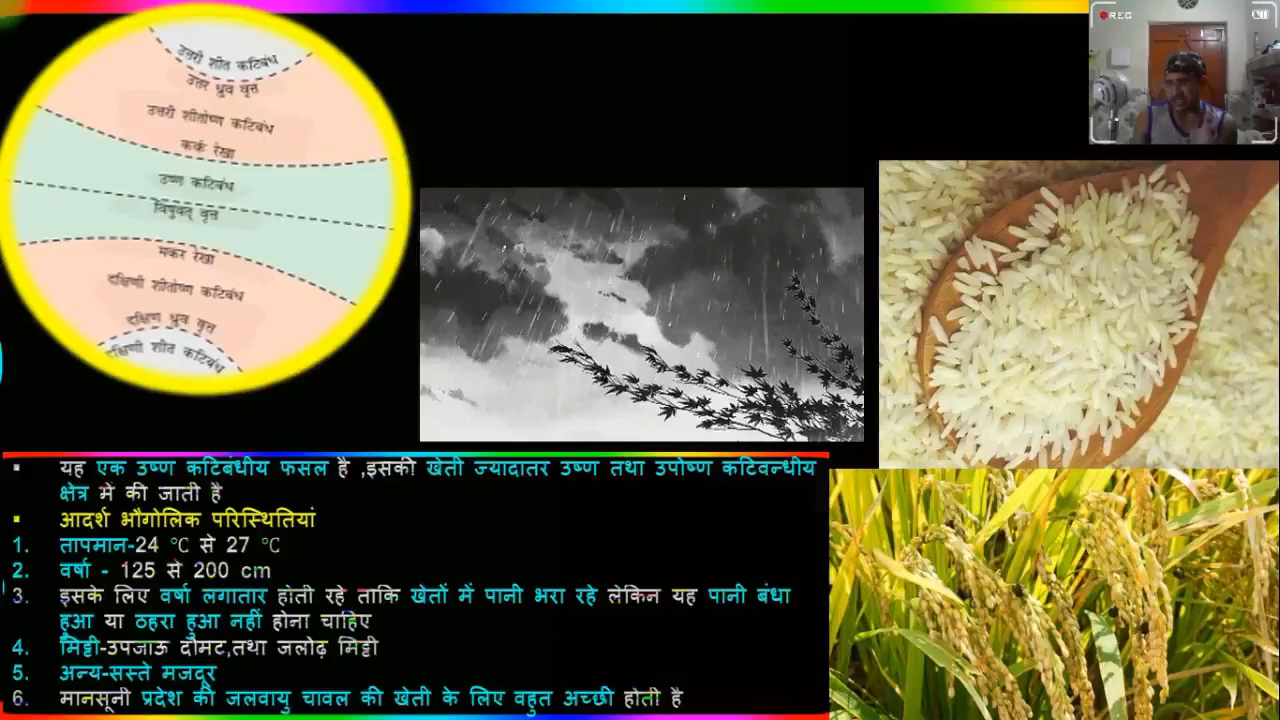 REC
उत्तरी शीत कटिबंध
उत्तर ध्रुव वृत्त
उत्तरी शीतोष्ण कटिबंध
कर्क रेखा
उष्ण कटिबंध
विषुवत् वृत्त
मकर रेखा
दक्षिणी शीतोष्ण कटिबंध
दक्षिण ध्रुव वृत्त
दक्षिणी शीत कटिबंध
▪ यह एक उष्ण कटिबंधीय फसल है ,इसकी खेती ज्यादातर उष्ण तथा उपोष्ण कटिवन्धीय
क्षेत्र में की जाती है
▪ आदर्श भौगोलिक परिस्थितियां
1. तापमान-24 °C से 27 °C
2. वर्षा - 125 से 200 cm
3. इसके लिए वर्षा लगातार होती रहे ताकि खेतों में पानी भरा रहे लेकिन यह पानी बंधा
हुआ या ठहरा हुआ नहीं होना चाहिए
4. मिट्टी-उपजाऊ दोमट,तथा जलोढ़ मिट्टी
5. अन्य-सस्ते मजदूर
6. मानसूनी प्रदेश की जलवायु चावल की खेती के लिए वहुत अच्छी होती है